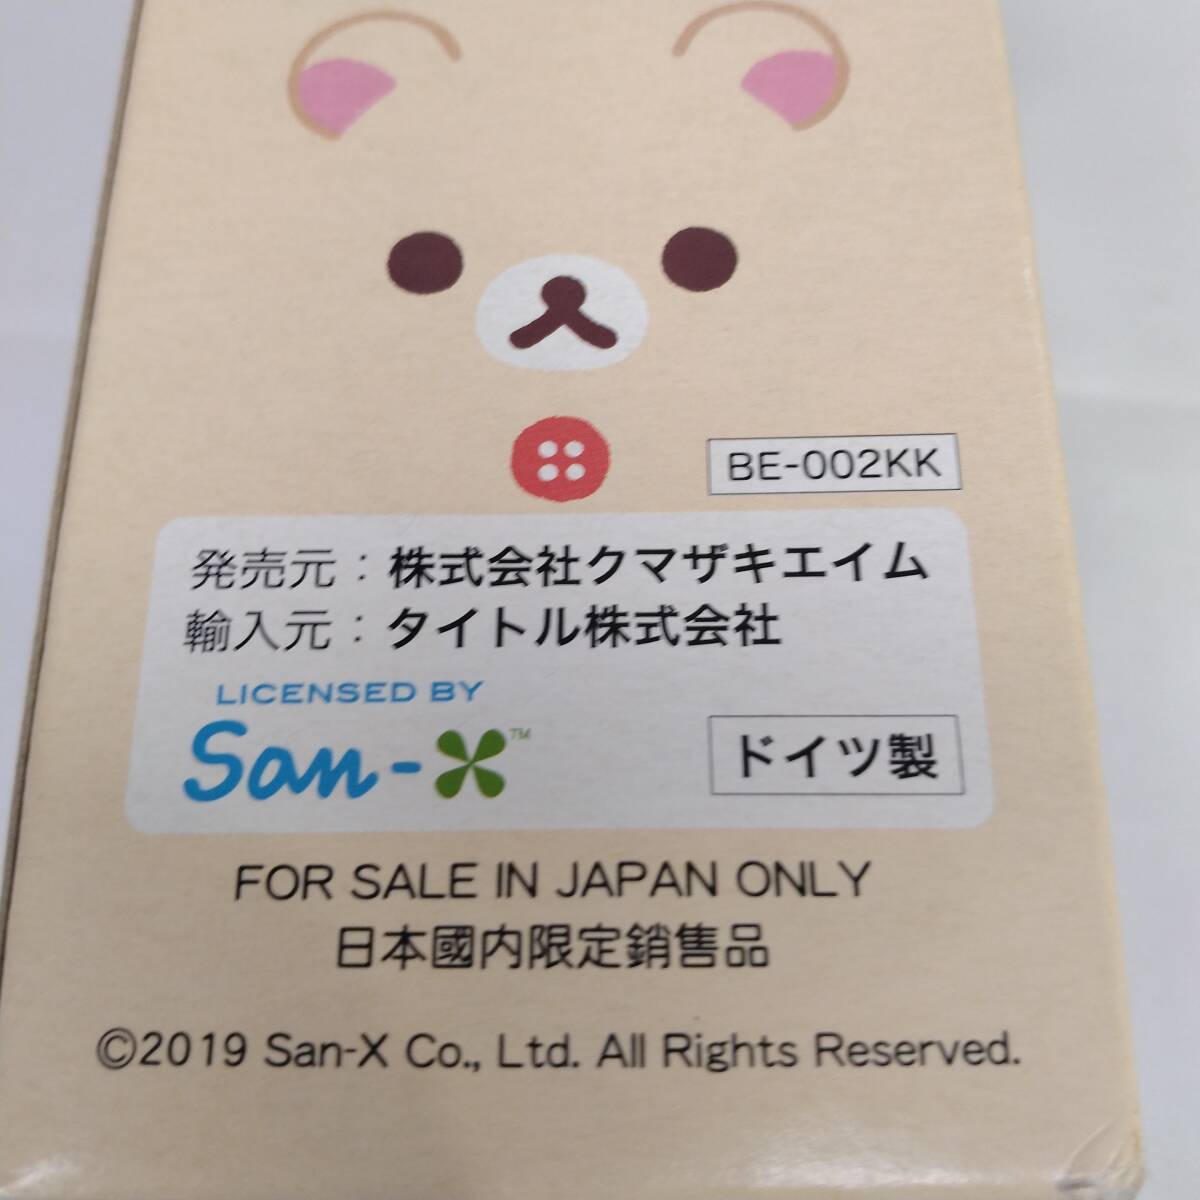 BE-002KK
発売元：株式会社クマザキエイム
輸入元：タイトル株式会社
LICENSED BY
San-X™
ドイツ製
FOR SALE IN JAPAN ONLY
日本國内限定銷售品
©2019 San-X Co., Ltd. All Rights Reserved.